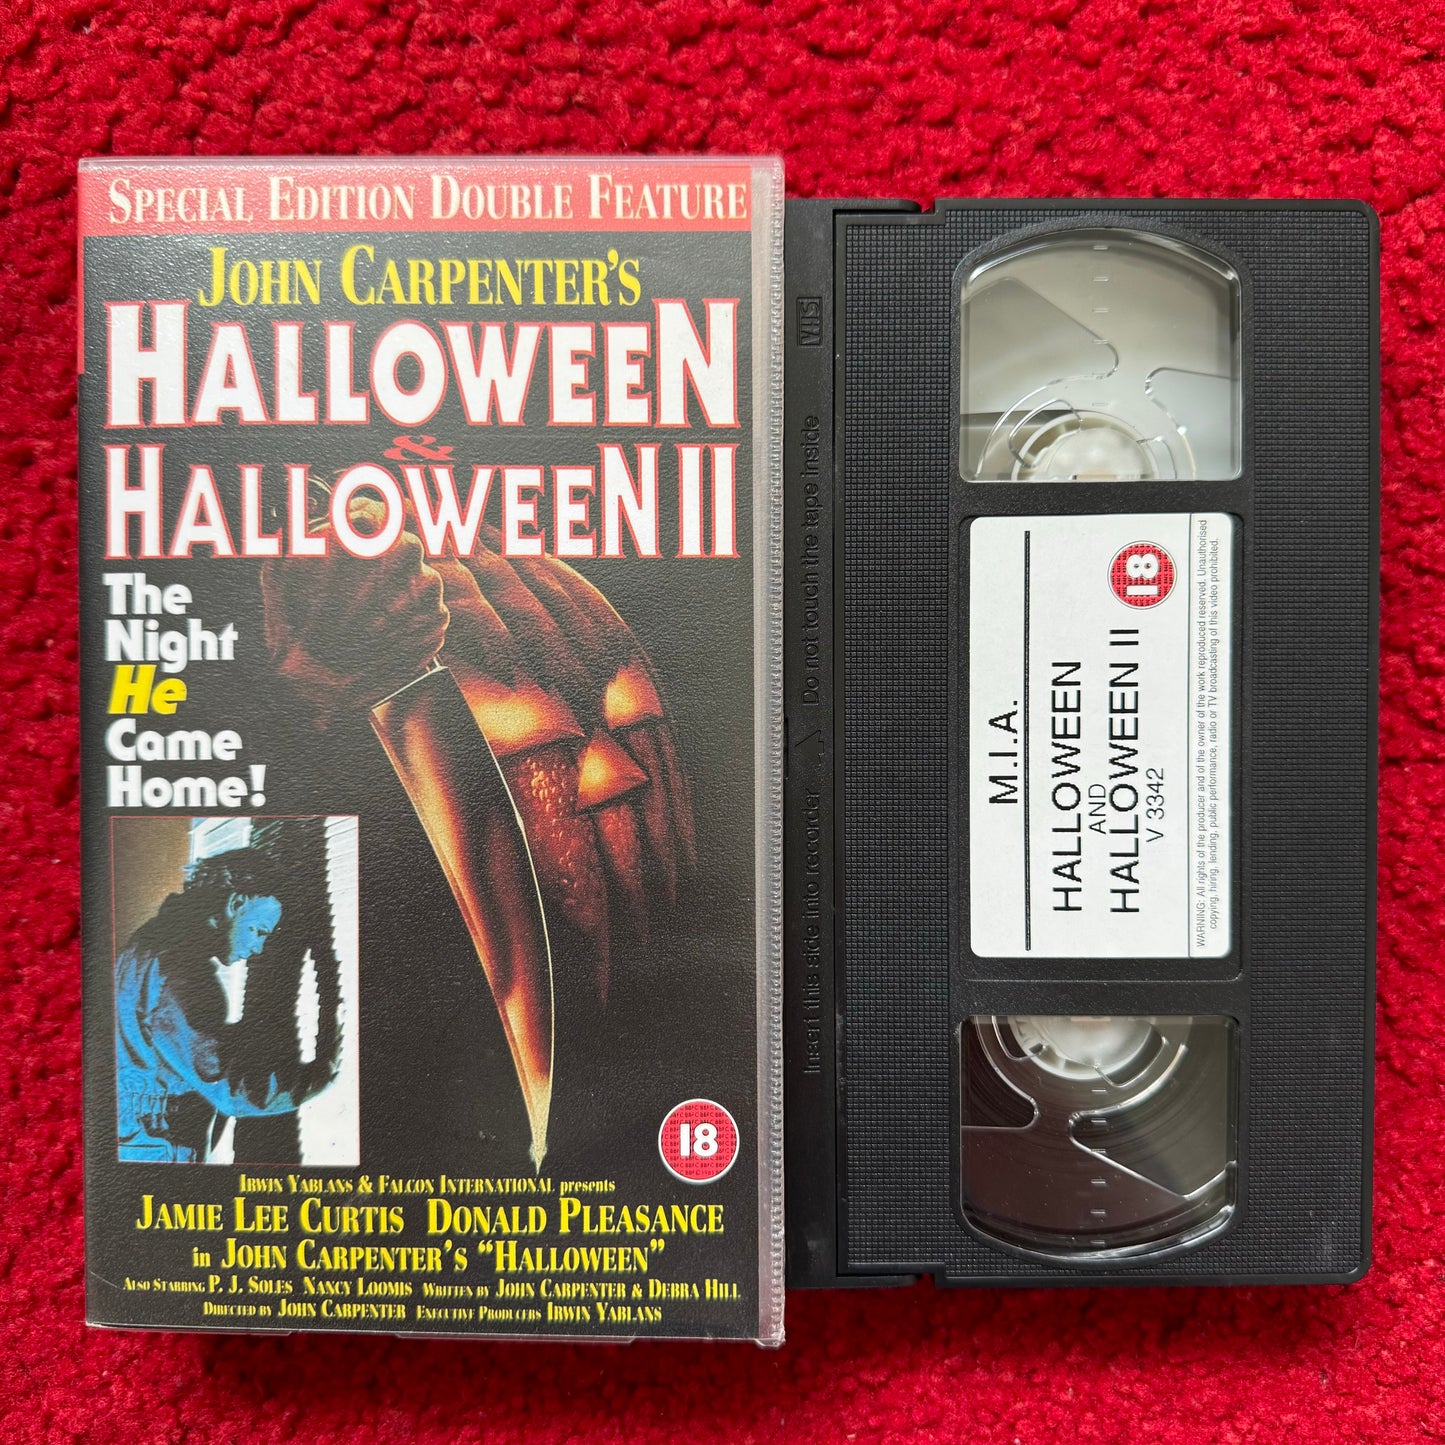 SPECIAL EDITION DOUBLE FEATURE
JOHN CARPENTER'S
HALLOWEEN
&
HALLOWEEN II
The
Night
He
Came
Home!
18
IRWIN YABLANS & FALCON INTERNATIONAL presents
JAMIE LEE CURTIS DONALD PLEASANCE
in JOHN CARPENTER'S “HALLOWEEN”
ALSO STARRING P. J. SOLES NANCY LOOMIS WRITTEN BY JOHN CARPENTER & DEBRA HILL
DIRECTED BY JOHN CARPENTER EXECUTIVE PRODUCERS IRWIN YABLANS
VHS
Do not touch the tape inside
Insert this side into recorder
M.I.A.
HALLOWEEN
AND
HALLOWEEN II
V 3342
18
WARNING: All rights of the producer and of the owner of the work reproduced reserved. Unauthorised
copying, hiring, lending, public performance, radio or TV broadcasting of this video prohibited.